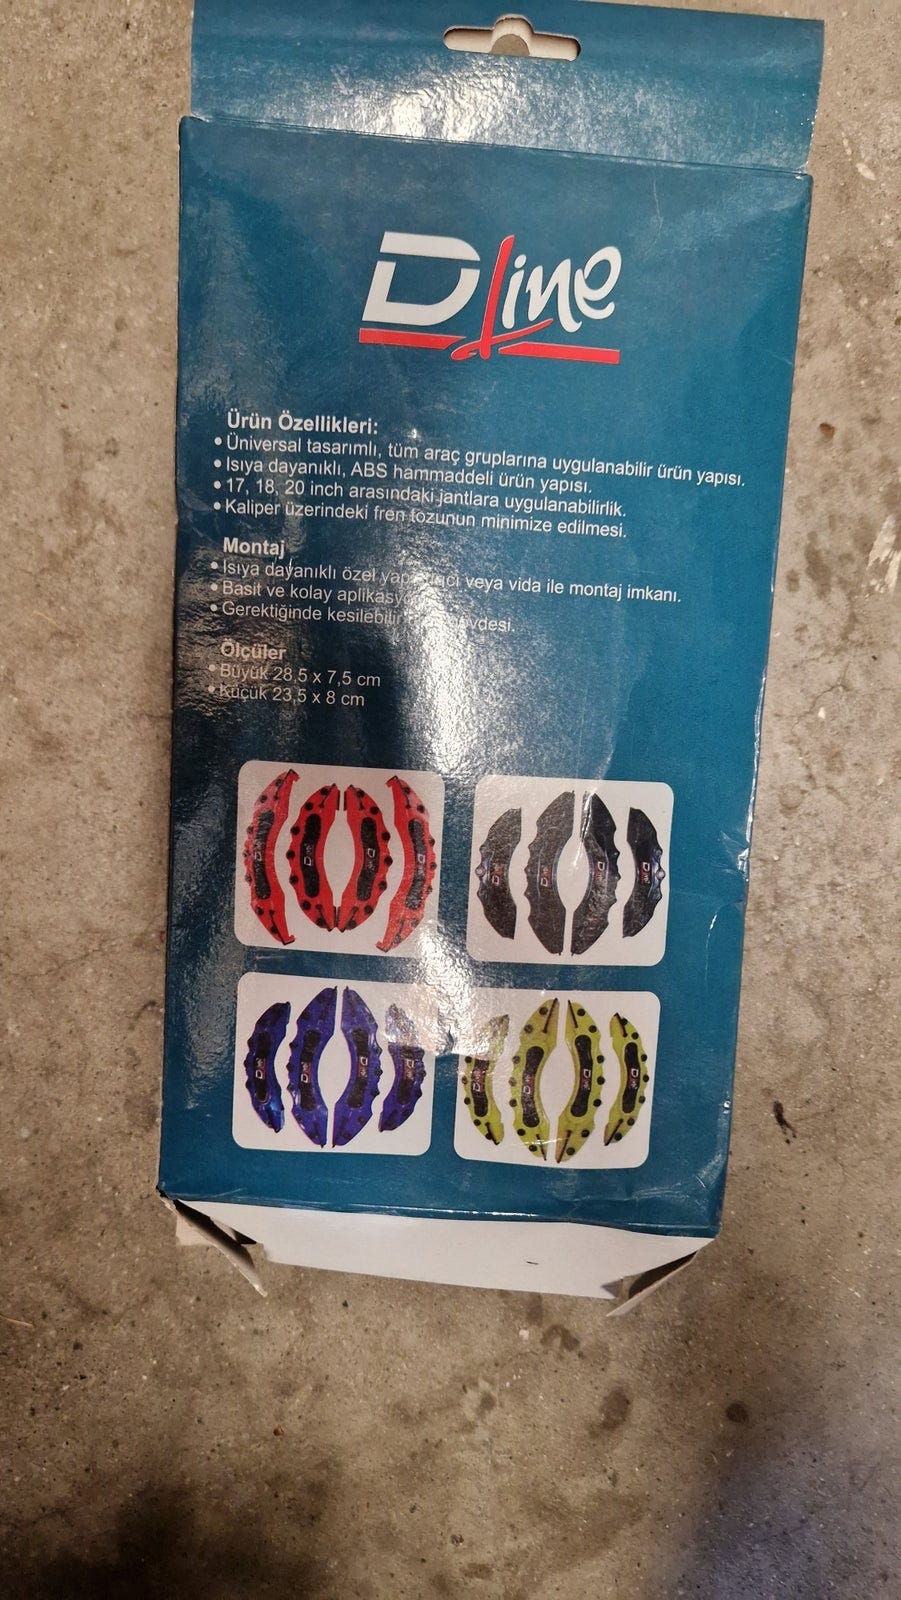 D Line
Ürün Özellikleri:
• Üniversal tasarımlı, tüm araç gruplarına uygulanabilir ürün yapısı.
• Isıya dayanıklı, ABS hammaddeli ürün yapısı.
• 17, 18, 20 inch arasındaki jantlara uygulanabilirlik.
• Kaliper üzerindeki fren tozunun minimize edilmesi.
Montaj
• Isıya dayanıklı özel veya vida ile montaj imkanı.
• Basit ve kolay
• Gerektiğinde kesilebilir
Ölçüler
• Büyük 28,5 x 7,5 cm
• Küçük 23,5 x 8 cm